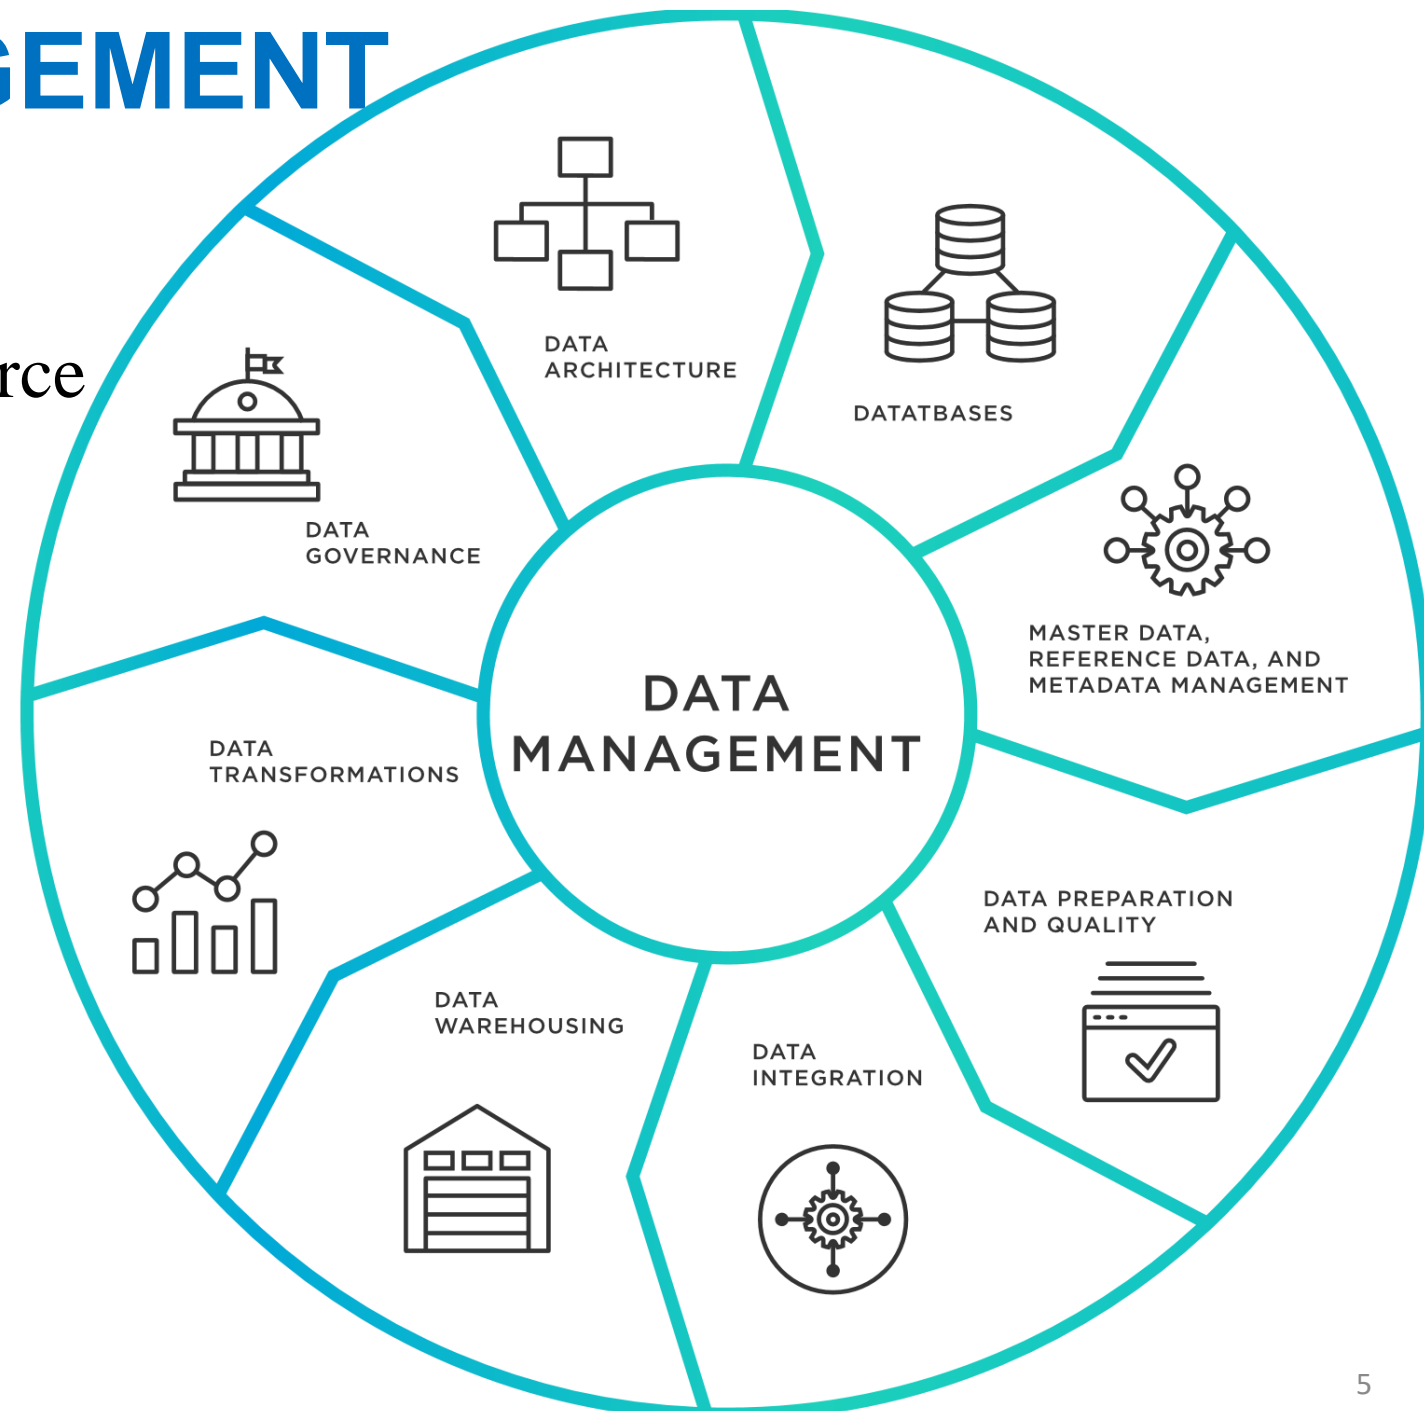 GEMENT
rce
DATA
ARCHITECTURE
DATATBASES
DATA
GOVERNANCE
MASTER DATA,
REFERENCE DATA, AND
METADATA MANAGEMENT
DATA
MANAGEMENT
DATA
TRANSFORMATIONS
DATA PREPARATION
AND QUALITY
DATA
WAREHOUSING
DATA
INTEGRATION
5